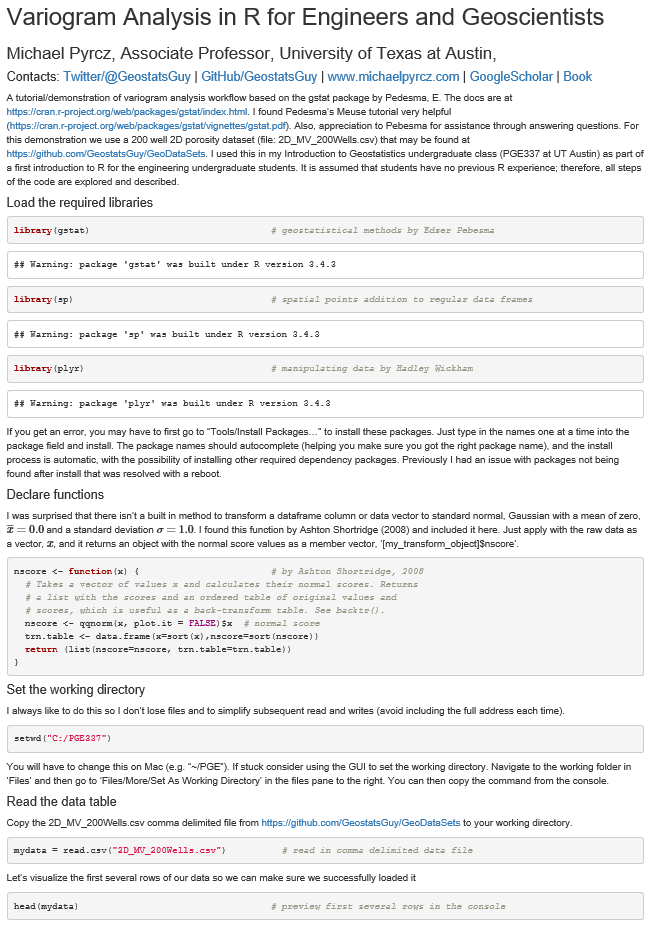 Variogram Analysis in R for Engineers and Geoscientists
Michael Pyrcz, Associate Professor, University of Texas at Austin,
Contacts: Twitter/@GeostatsGuy | GitHub/GeostatsGuy | www.michaelpyrcz.com | GoogleScholar | Book
A tutorial/demonstration of variogram analysis workflow based on the gstat package by Pedesma, E. The docs are at
https://cran.r-project.org/web/packages/gstat/index.html. I found Pedesma's Meuse tutorial very helpful
(https://cran.r-project.org/web/packages/gstat/vignettes/gstat.pdf). Also, appreciation to Pebesma for assistance through answering questions. For
this demonstration we use a 200 well 2D porosity dataset (file: 2D_MV_200Wells.csv) that may be found at
https://github.com/GeostatsGuy/GeoDataSets. I used this in my Introduction to Geostatistics undergraduate class (PGE337 at UT Austin) as part of
a first introduction to R for the engineering undergraduate students. It is assumed that students have no previous R experience; therefore, all steps
of the code are explored and described.
Load the required libraries
library(gstat) # geostatistical methods by Edser Pebesma
## Warning: package 'gstat' was built under R version 3.4.3
library(sp) # spatial points addition to regular data frames
## Warning: package 'sp' was built under R version 3.4.3
library(plyr) # manipulating data by Hadley Wickham
## Warning: package 'plyr' was built under R version 3.4.3
If you get an error, you may have to first go to "Tools/Install Packages…" to install these packages. Just type in the names one at a time into the
package field and install. The package names should autocomplete (helping you make sure you got the right package name), and the install
process is automatic, with the possibility of installing other required dependency packages. Previously I had an issue with packages not being
found after install that was resolved with a reboot.
Declare functions
I was surprised that there isn't a built in method to transform a dataframe column or data vector to standard normal, Gaussian with a mean of zero,
x̅ = 0.0 and a standard deviation σ = 1.0. I found this function by Ashton Shortridge (2008) and included it here. Just apply with the raw data as
a vector, x, and it returns an object with the normal score values as a member vector, '[my_transform_object]$nscore'.
nscore <- function(x) { # by Ashton Shortridge, 2008
# Takes a vector of values x and calculates their normal scores. Returns
# a list with the scores and an ordered table of original values and
# scores, which is useful as a back-transform table. See backtr().
nscore <- qqnorm(x, plot.it = FALSE)$x # normal score
trn.table <- data.frame(x=sort(x),nscore=sort(nscore))
return (list(nscore=nscore, trn.table=trn.table))
}
Set the working directory
I always like to do this so I don't lose files and to simplify subsequent read and writes (avoid including the full address each time).
setwd("C:/PGE337")
You will have to change this on Mac (e.g. "~/PGE"). If stuck consider using the GUI to set the working directory. Navigate to the working folder in
'Files' and then go to 'Files/More/Set As Working Directory' in the files pane to the right. You can then copy the command from the console.
Read the data table
Copy the 2D_MV_200Wells.csv comma delimited file from https://github.com/GeostatsGuy/GeoDataSets to your working directory.
mydata = read.csv("2D_MV_200Wells.csv") # read in comma delimited data file
Let's visualize the first several rows of our data so we can make sure we successfully loaded it
head(mydata) # preview first several rows in the console